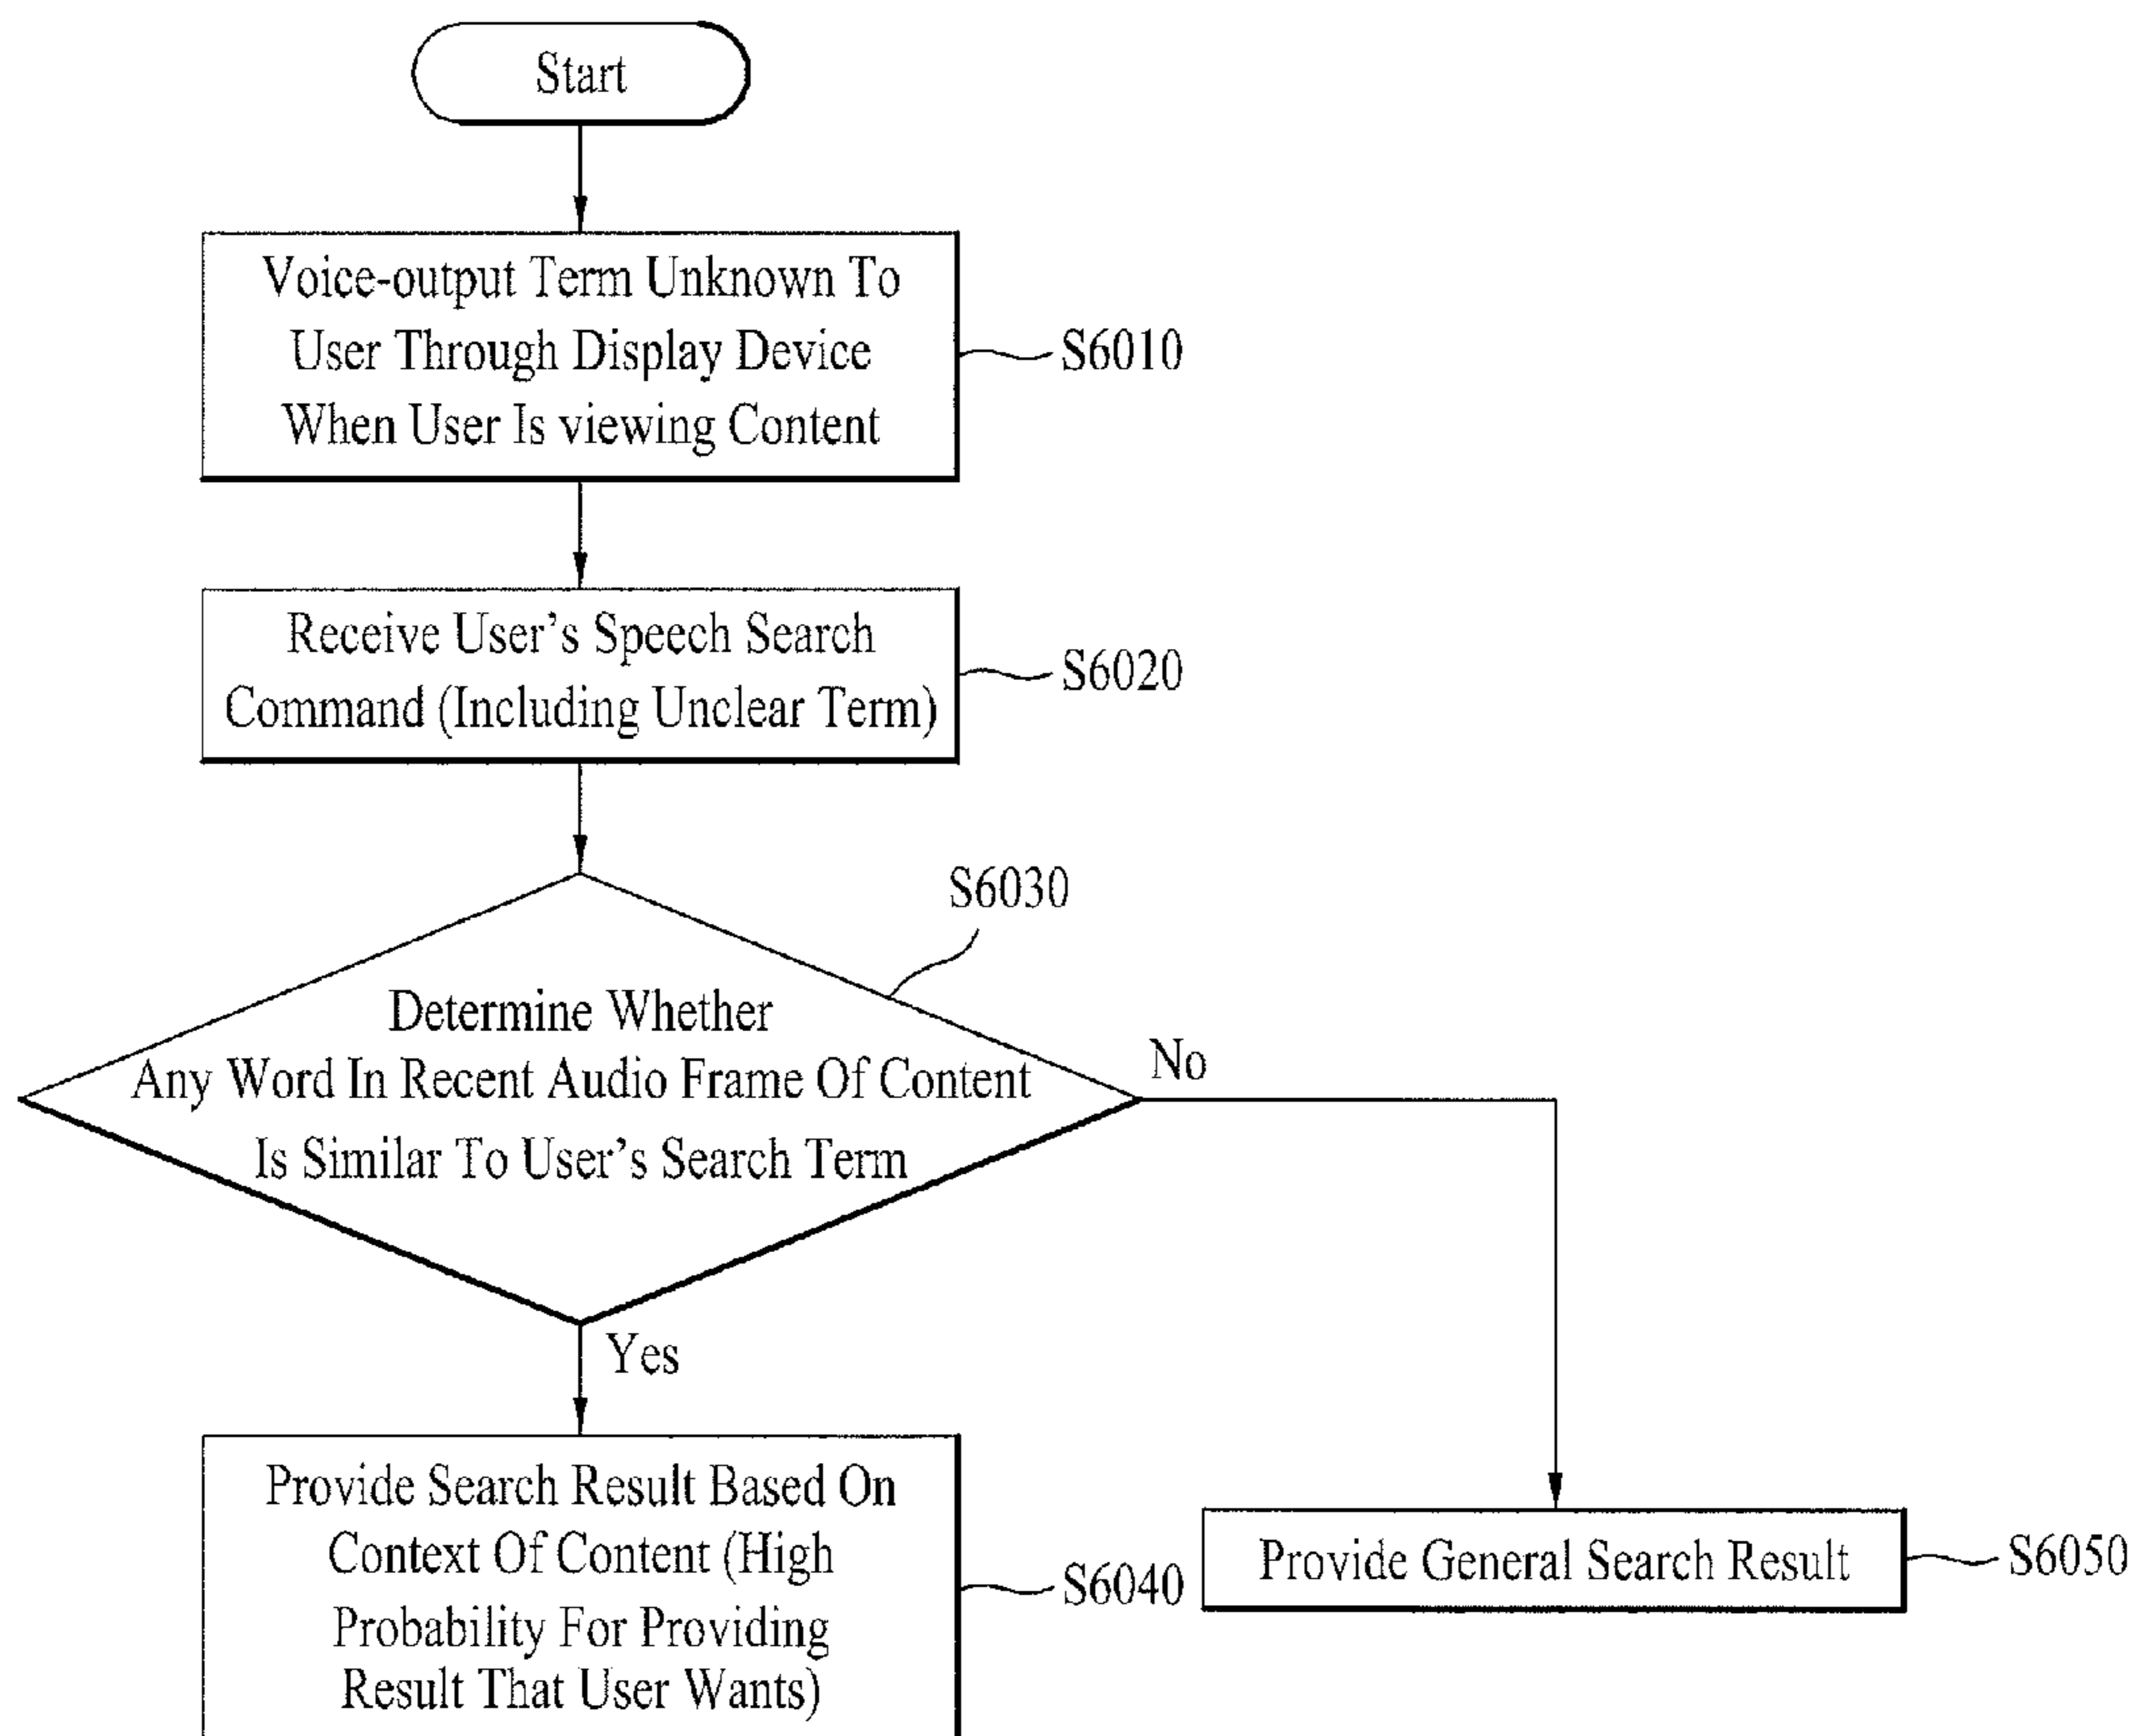 Start
Voice-output Term Unknown To
User Through Display Device
When User Is viewing Content
S6010
Receive User's Speech Search
Command (Including Unclear Term)
S6020
S6030
Determine Whether
Any Word In Recent Audio Frame Of Content
Is Similar To User's Search Term
No
Yes
Provide Search Result Based On
Context Of Content (High
Probability For Providing
Result That User Wants)
S6040
Provide General Search Result
S6050